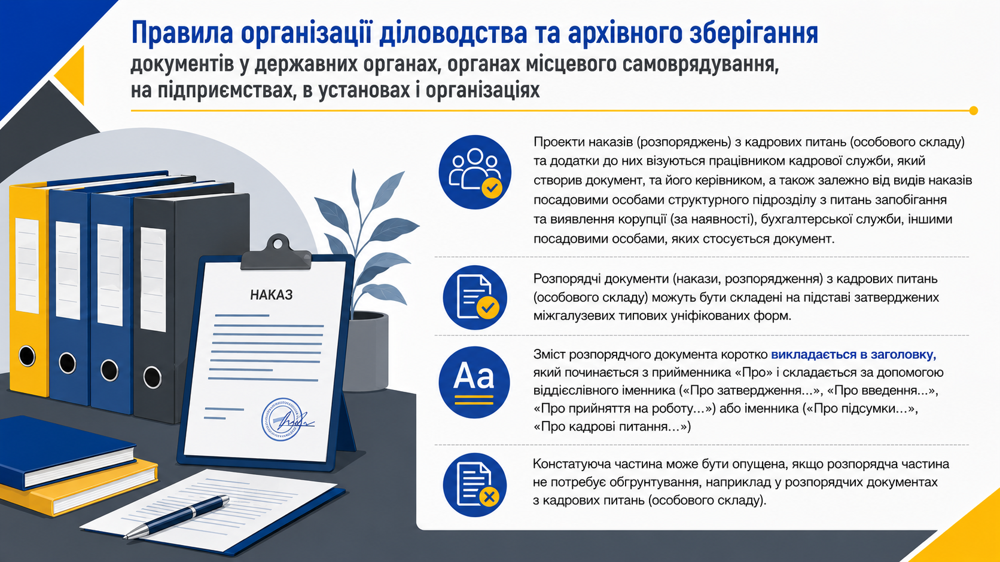 Правила організації діловодства та архівного зберігання
документів у державних органах, органах місцевого самоврядування,
на підприємствах, в установах і організаціях
Проекти наказів (розпоряджень) з кадрових питань (особового складу)
та додатки до них візуються працівником кадрової служби, який
створив документ, та його керівником, а також залежно від видів наказів
посадовими особами структурного підрозділу з питань запобігання
та виявлення корупції (за наявності), бухгалтерської служби, іншими
посадовими особами, яких стосується документ.
НАКАЗ
Розпорядчі документи (накази, розпорядження) з кадрових питань
(особового складу) можуть бути складені на підставі затверджених
міжгалузевих типових уніфікованих форм.
Аа
Зміст розпорядчого документа коротко викладається в заголовку,
який починається з прийменника «Про» і складається за допомогою
віддієслівного іменника («Про затвердження...», «Про введення...»,
«Про прийняття на роботу...») або іменника («Про підсумки...»,
«Про кадрові питання...»)
Констатуюча частина може бути опущена, якщо розпорядча частина
не потребує обгрунтування, наприклад у розпорядчих документах
з кадрових питань (особового складу).